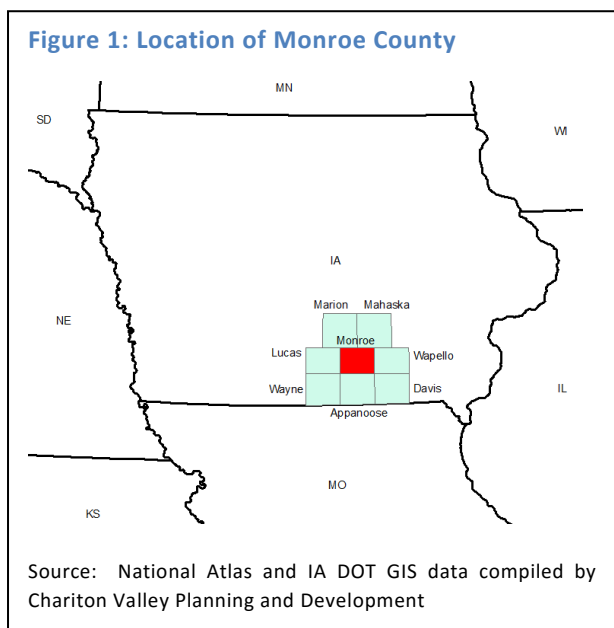 Figure 1: Location of Monroe County
MN
SD
WI
IA
Marion Mahaska
NE
Monroe
Lucas
Wapello
Wayne
Davis
IL
Appanoose
MO
KS
Source: National Atlas and IA DOT GIS data compiled by
Chariton Valley Planning and Development